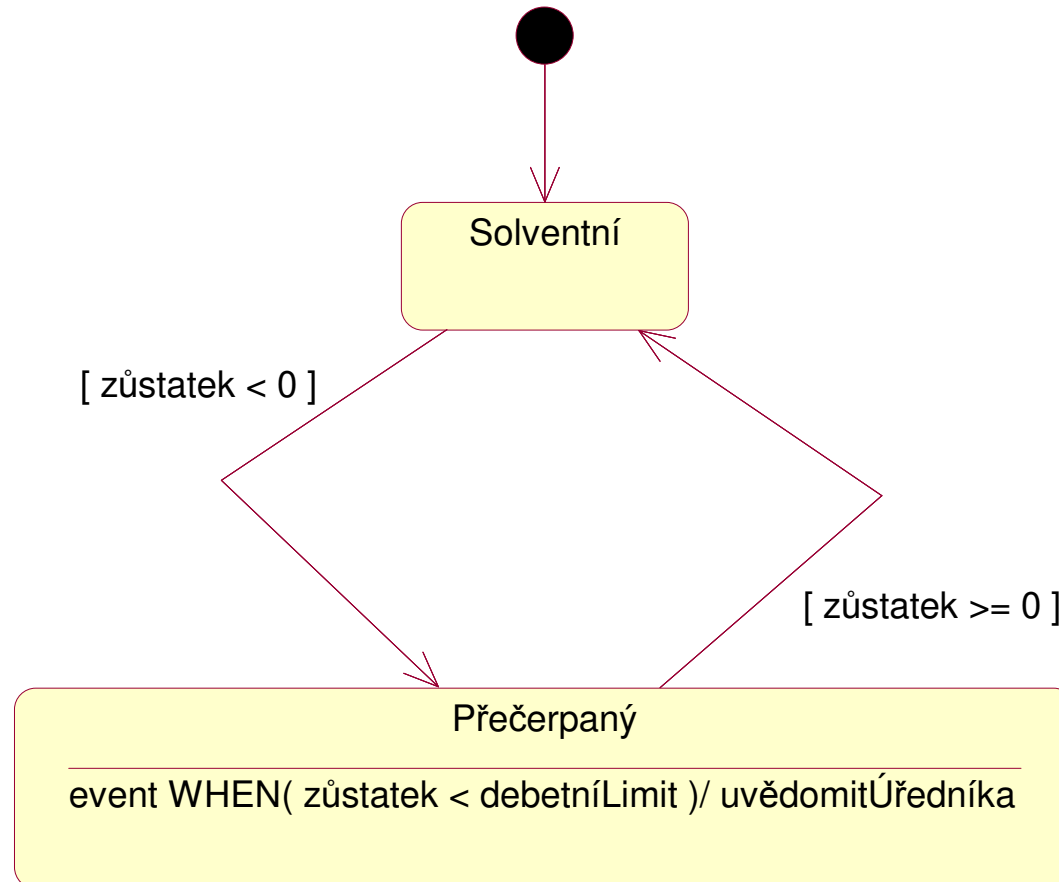 Solventní
[ zůstatek < 0 ]
[ zůstatek >= 0 ]
Přečerpaný
event WHEN( zůstatek < debetníLimit )/ uvědomitÚředníka